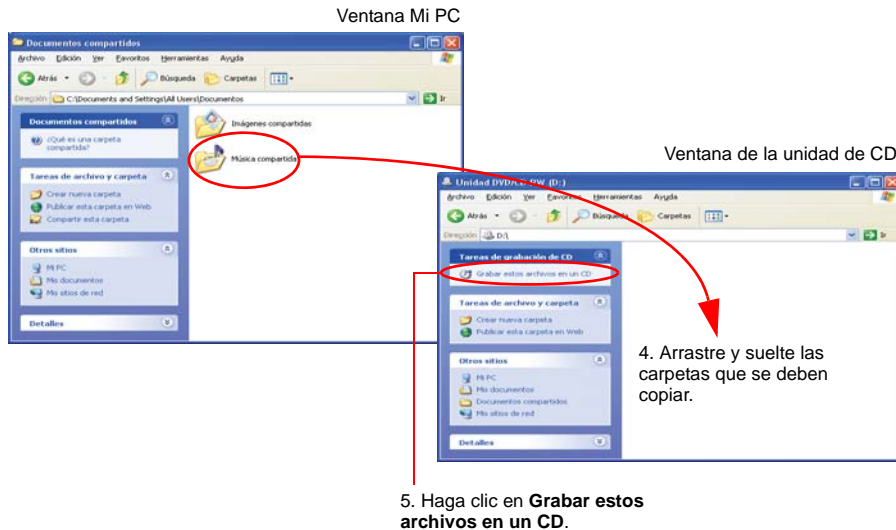 Ventana Mi PC
Documentos compartidos
Archivo Edición Ver Favoritos Herramientas Ayuda
Atrás Búsqueda Carpetas
Dirección C:\Documents and Settings\All Users\Documentos Ir
Documentos compartidos
¿Qué es una carpeta
compartida?
Tareas de archivo y carpeta
Crear nueva carpeta
Publicar esta carpeta en Web
Compartir esta carpeta
Otros sitios
Mi PC
Mis documentos
Mis sitios de red
Detalles
Imágenes compartidas
Música compartida
Ventana de la unidad de CD
Unidad DVD/CD-RW (D:)
Archivo Edición Ver Favoritos Herramientas Ayuda
Atrás Búsqueda Carpetas
Dirección D:\ Ir
Tareas de grabación de CD
Grabar estos archivos en un CD
Tareas de archivo y carpeta
Crear nueva carpeta
Publicar esta carpeta en Web
Otros sitios
Mi PC
Mis documentos
Documentos compartidos
Mis sitios de red
Detalles
4. Arrastre y suelte las
carpetas que se deben
copiar.
5. Haga clic en Grabar estos
archivos en un CD.